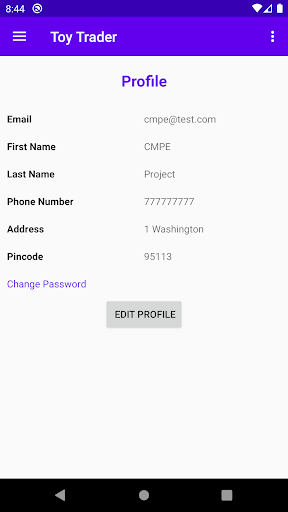 8:44
Toy Trader
Profile
Email cmpe@test.com
First Name CMPE
Last Name Project
Phone Number 777777777
Address 1 Washington
Pincode 95113
Change Password
EDIT PROFILE